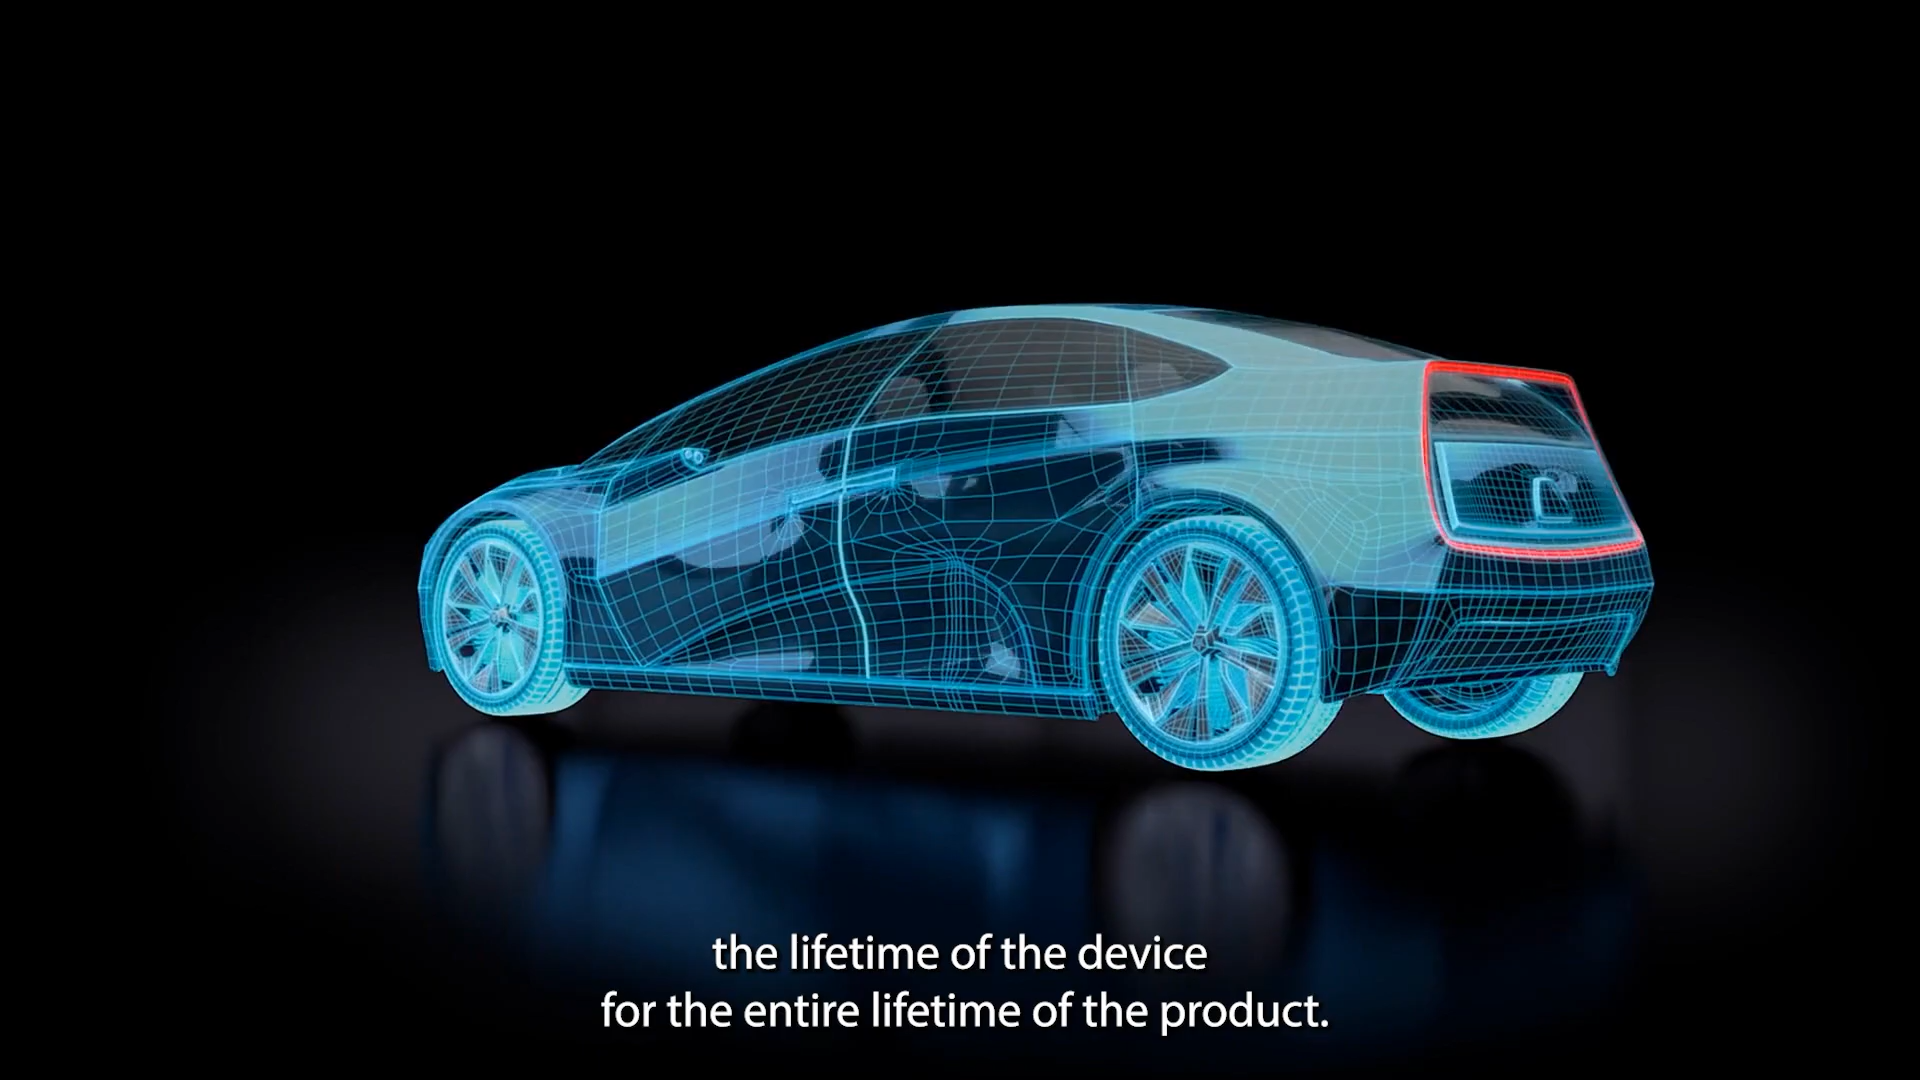 the lifetime of the device
for the entire lifetime of the product.